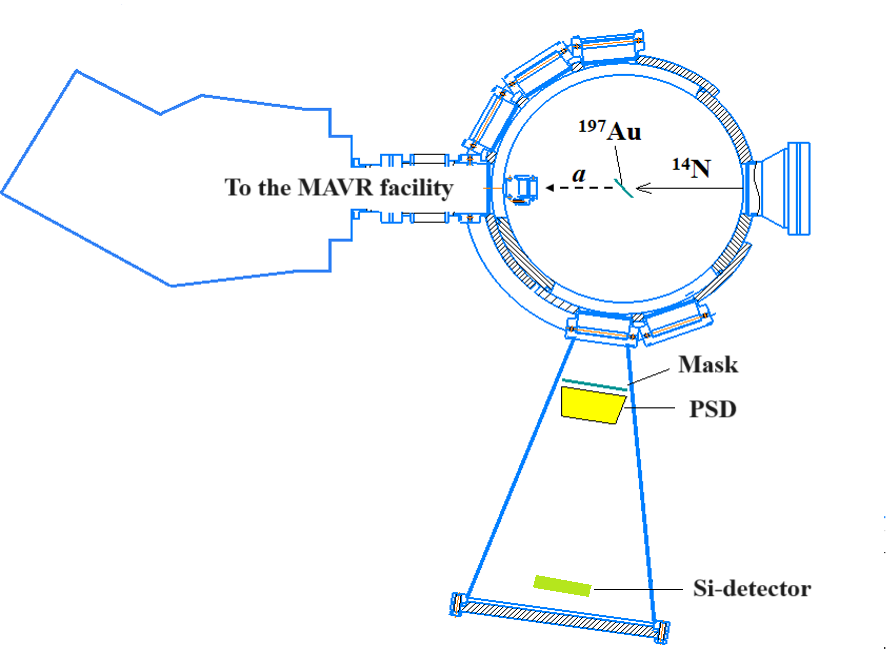 ¹⁹⁷Au
¹⁴N
a
To the MAVR facility
Mask
PSD
Si-detector